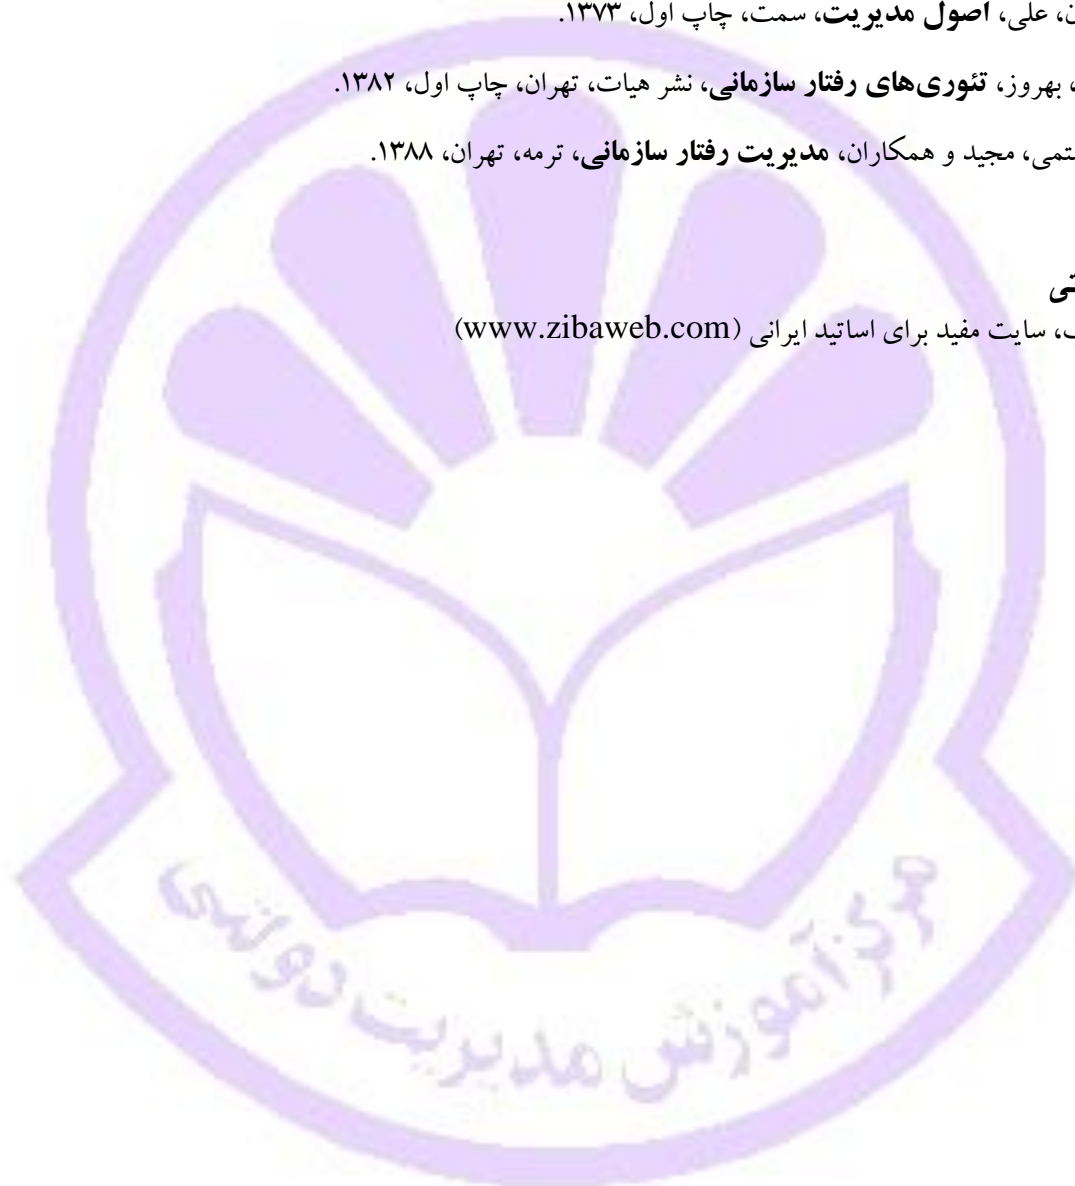 علی، اصول مدیریت، سمت، چاپ اول، ۱۳۷۳.
، بهروز، تئوری‌های رفتار سازمانی، نشر هیات، تهران، چاپ اول، ۱۳۸۲.
مجید و همکاران، مدیریت رفتار سازمانی، ترمه، تهران، ۱۳۸۸.
، سایت مفید برای اساتید ایرانی (www.zibaweb.com)
مرکز آموزش مدیریت دولتی